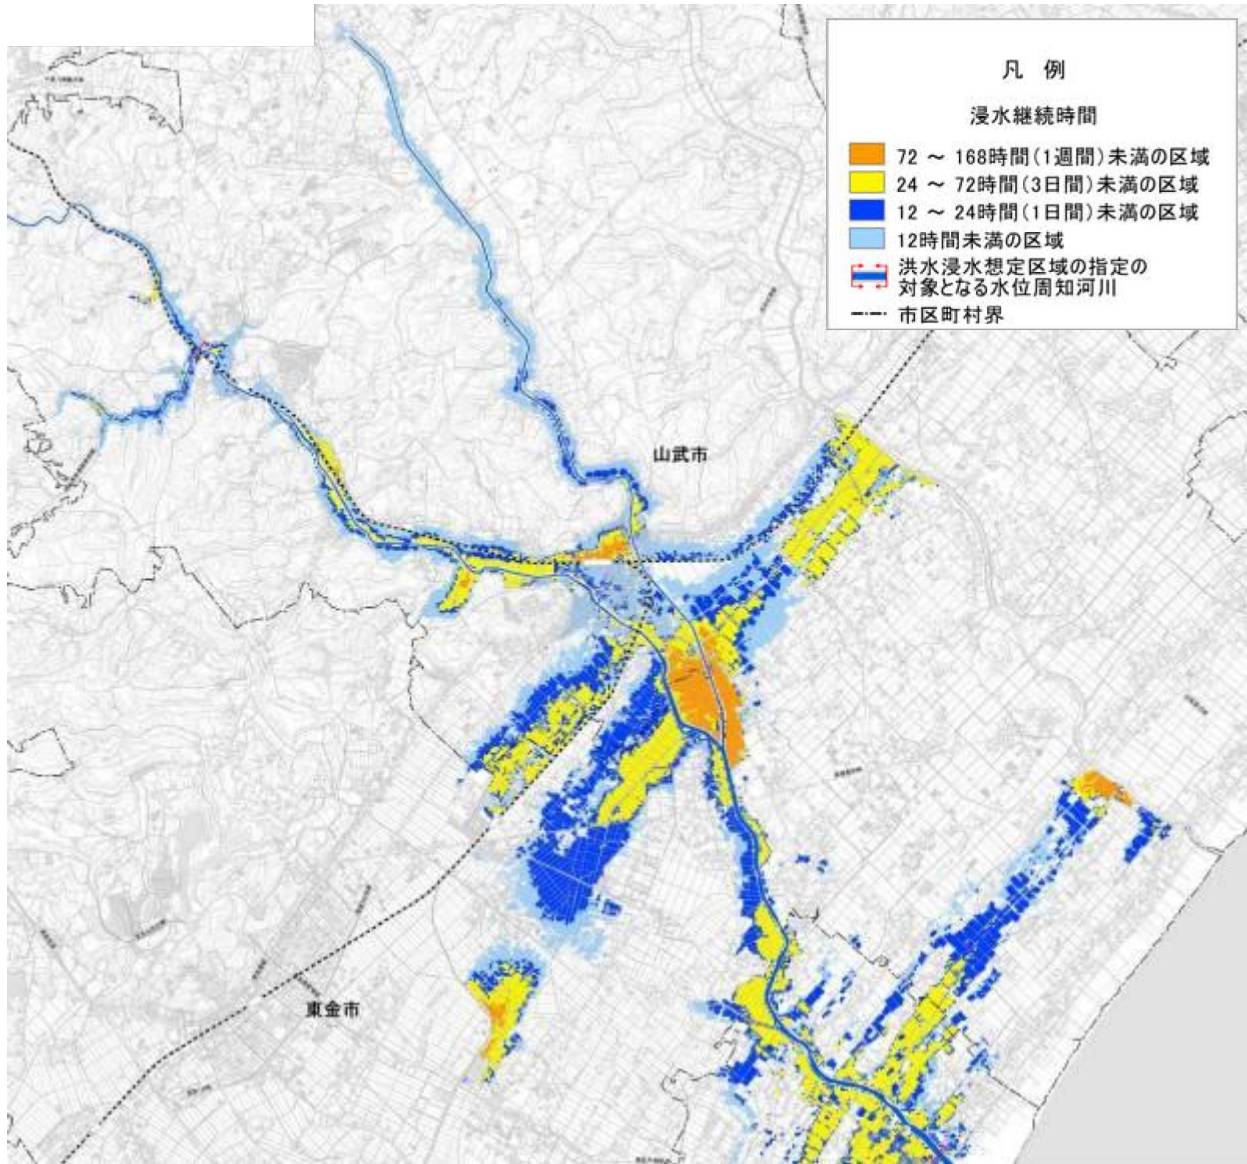 凡 例
浸水継続時間
72 ～ 168時間(1週間)未満の区域
24 ～ 72時間(3日間)未満の区域
12 ～ 24時間(1日間)未満の区域
12時間未満の区域
洪水浸水想定区域の指定の
対象となる水位周知河川
市区町村界
山武市
東金市